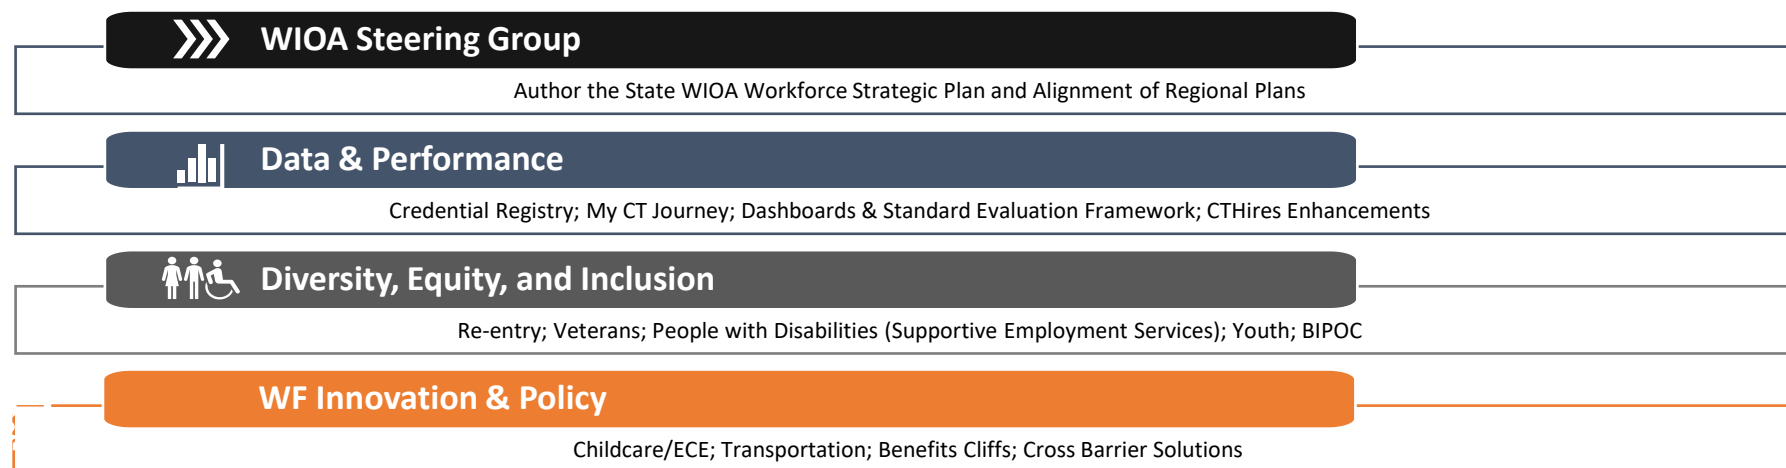 WIOA Steering Group
Author the State WIOA Workforce Strategic Plan and Alignment of Regional Plans
Data & Performance
Credential Registry; My CT Journey; Dashboards & Standard Evaluation Framework; CTHires Enhancements
Diversity, Equity, and Inclusion
Re-entry; Veterans; People with Disabilities (Supportive Employment Services); Youth; BIPOC
WF Innovation & Policy
Childcare/ECE; Transportation; Benefits Cliffs; Cross Barrier Solutions